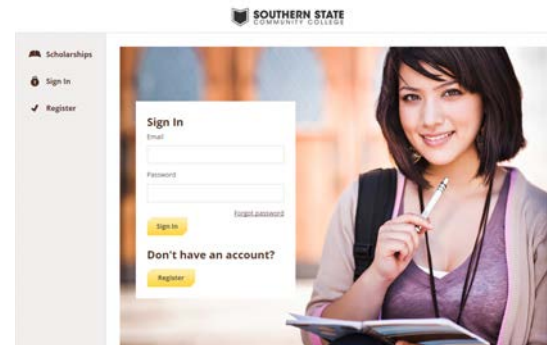 SOUTHERN STATE
COMMUNITY COLLEGE
Scholarships
Sign In
Register
Sign In
Email
Password
Forgot password
Sign In
Don't have an account?
Register